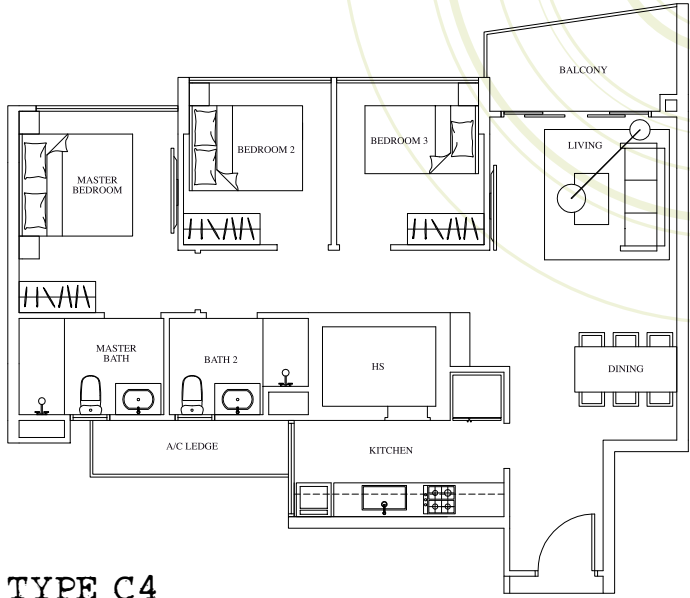 BALCONY
LIVING
BEDROOM 2
BEDROOM 3
MASTER
BEDROOM
MASTER
BATH
BATH 2
HS
DINING
A/C LEDGE
KITCHEN
TYPE C4